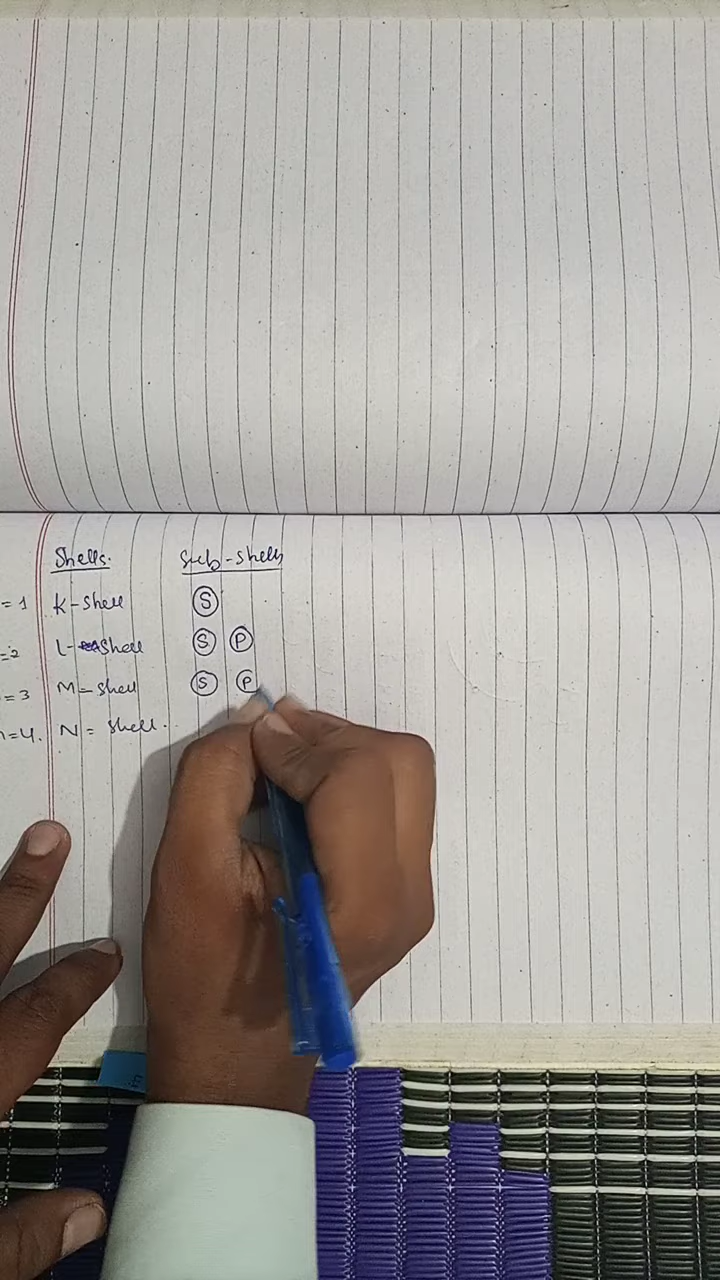 Shells. Sub-shells
= 1 K-shell S
=2 L-shell S P
= 3 M-shell S P
n=4. N= shell.